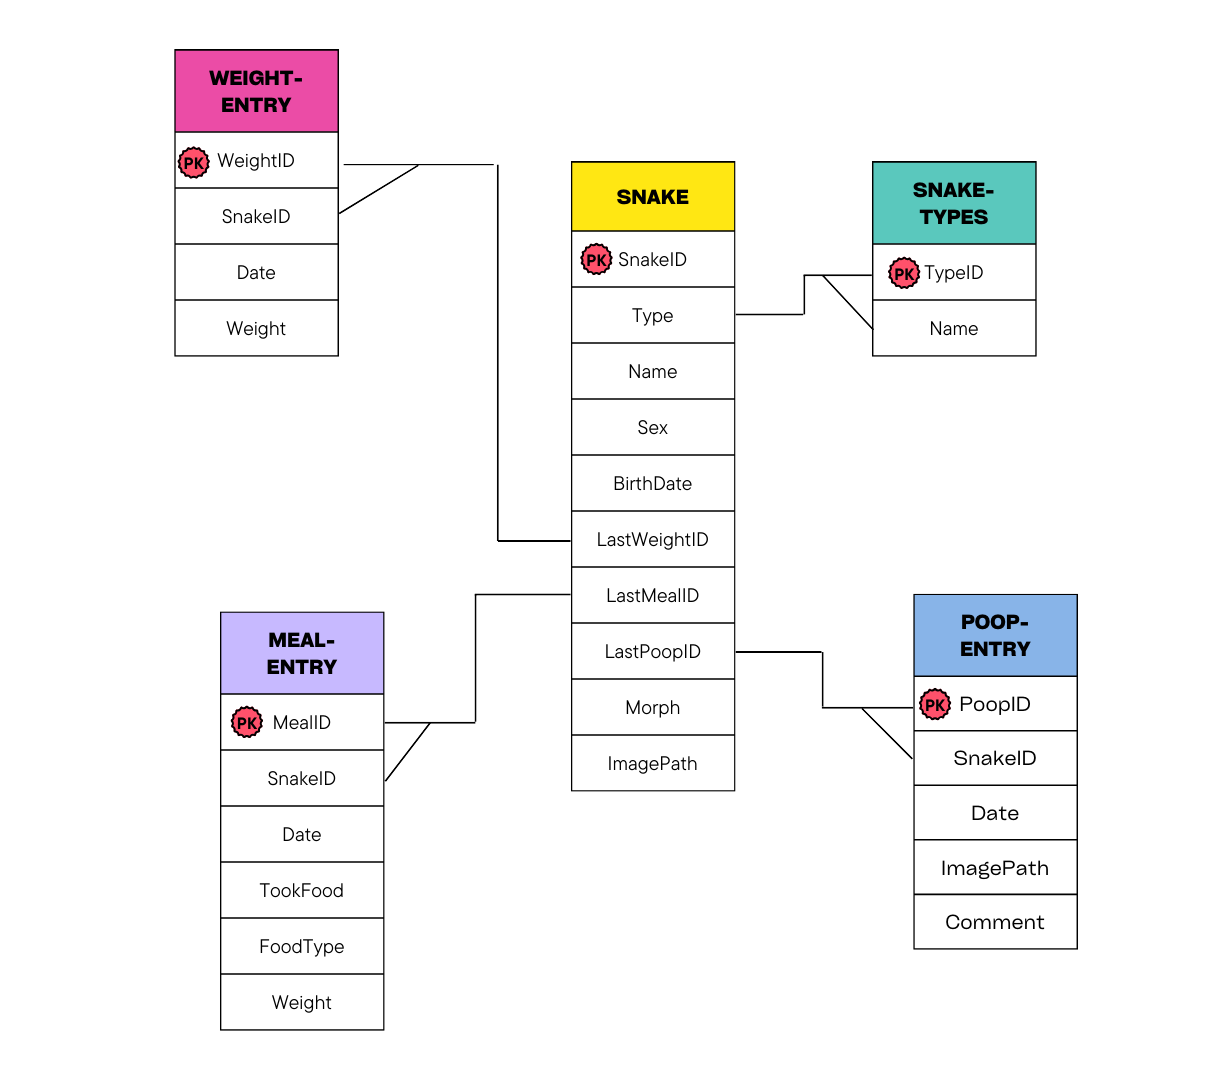 WEIGHT-
ENTRY
PK WeightID
SnakeID
Date
Weight
SNAKE
PK SnakeID
Type
Name
Sex
BirthDate
LastWeightID
LastMealID
LastPoopID
Morph
ImagePath
SNAKE-
TYPES
PK TypeID
Name
MEAL-
ENTRY
PK MealID
SnakeID
Date
TookFood
FoodType
Weight
POOP-
ENTRY
PK PoopID
SnakeID
Date
ImagePath
Comment